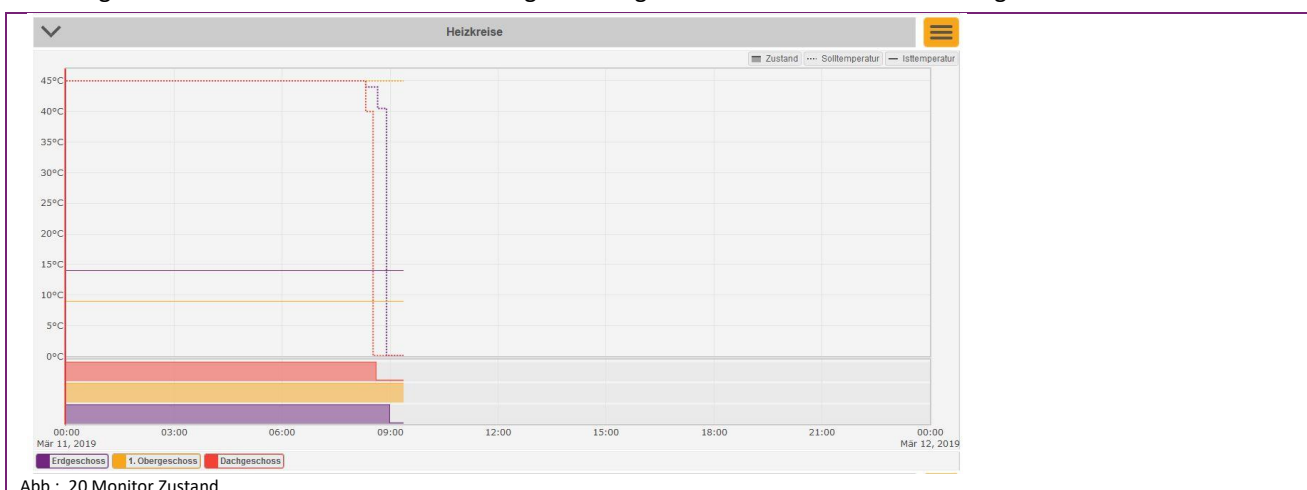 Heizkreise
Zustand Solltemperatur Isttemperatur
45°C
40°C
35°C
30°C
25°C
20°C
15°C
10°C
5°C
0°C
00:00 03:00 06:00 09:00 12:00 15:00 18:00 21:00 00:00
Mär 11, 2019 Mär 12, 2019
Erdgeschoss 1. Obergeschoss Dachgeschoss
Abb.: 20 Monitor Zustand